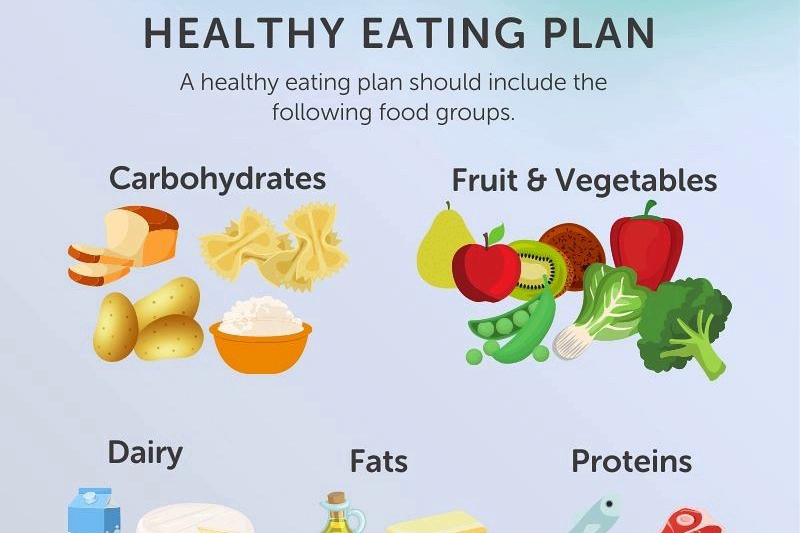 HEALTHY EATING PLAN
A healthy eating plan should include the
following food groups.
Carbohydrates
Fruit & Vegetables
Dairy
Fats
Proteins